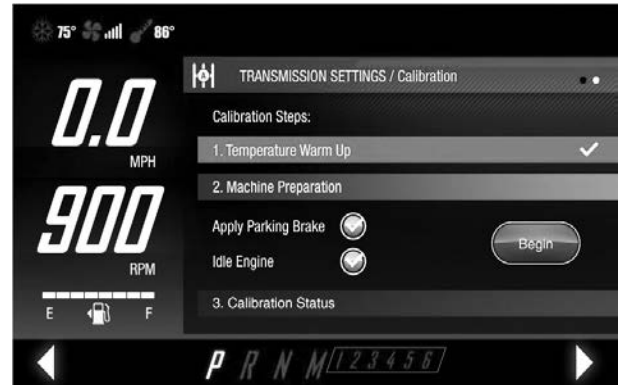 75° 86°
TRANSMISSION SETTINGS / Calibration
0.0
MPH
900
RPM
E F
Calibration Steps:
1. Temperature Warm Up
2. Machine Preparation
Apply Parking Brake
Idle Engine
Begin
3. Calibration Status
P R N M 1 2 3 4 5 6